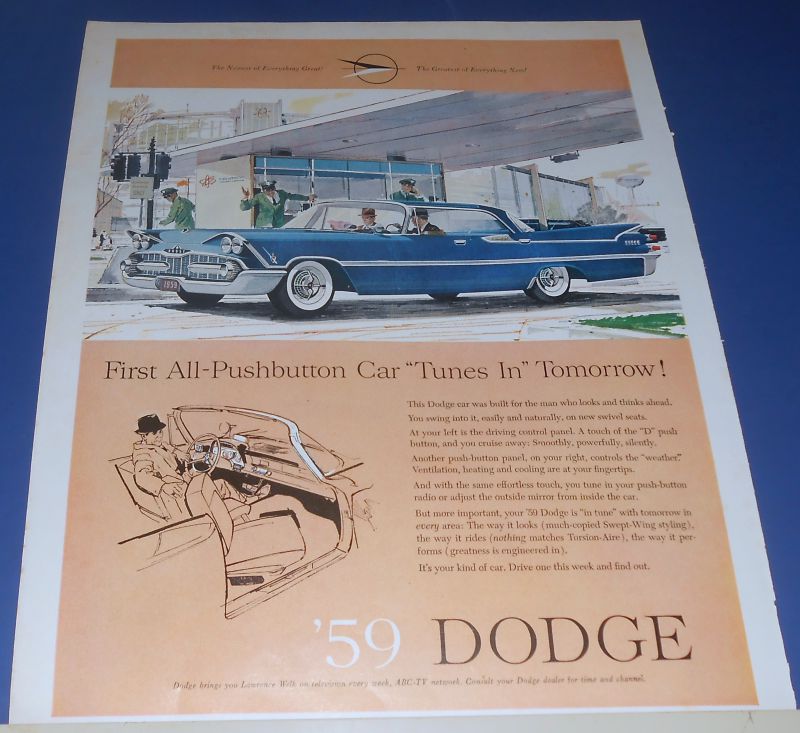 The Newest of Everything Great!
The Greatest of Everything New!
1959
First All-Pushbutton Car "Tunes In" Tomorrow!
This Dodge car was built for the man who looks and thinks ahead.
You swing into it, easily and naturally, on new swivel seats.
At your left is the driving control panel. A touch of the "D" push
button, and you cruise away: Smoothly, powerfully, silently.
Another push-button panel, on your right, controls the "weather."
Ventilation, heating and cooling are at your fingertips.
And with the same effortless touch, you tune in your push-button
radio or adjust the outside mirror from inside the car.
But more important, your '59 Dodge is "in tune" with tomorrow in
every area: The way it looks (much-copied Swept-Wing styling),
the way it rides (nothing matches Torsion-Aire), the way it per-
forms (greatness is engineered in).
It's your kind of car. Drive one this week and find out.
'59 DODGE
Dodge brings you Lawrence Welk on television every week, ABC-TV network. Consult your Dodge dealer for time and channel.